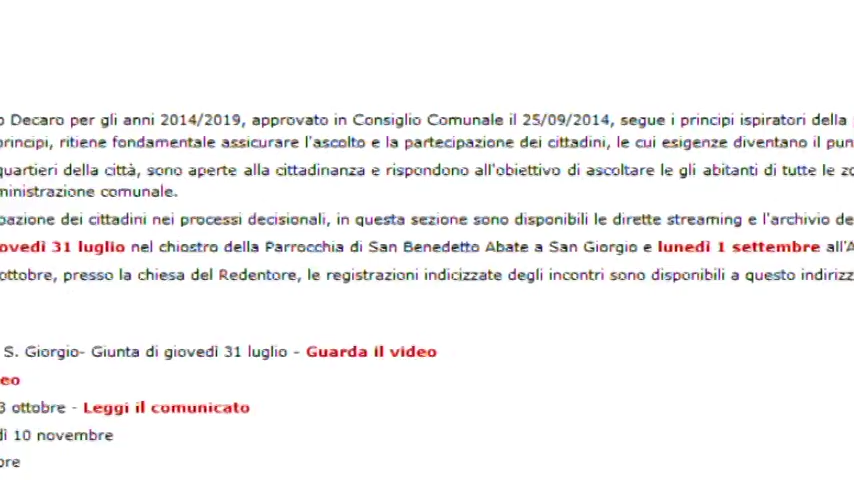 o Decaro per gli anni 2014/2019, approvato in Consiglio Comunale il 25/09/2014, segue i principi ispiratori della
principi, ritiene fondamentale assicurare l'ascolto e la partecipazione dei cittadini, le cui esigenze diventano il pun
quartieri della città, sono aperte alla cittadinanza e rispondono all'obiettivo di ascoltare le gli abitanti di tutte le zo
ministrazione comunale.
pazione dei cittadini nei processi decisionali, in questa sezione sono disponibili le dirette streaming e l'archivio de
ovedì 31 luglio nel chiostro della Parrocchia di San Benedetto Abate a San Giorgio e lunedì 1 settembre all'A
ottobre, presso la chiesa del Redentore, le registrazioni indicizzate degli incontri sono disponibili a questo indirizz
S. Giorgio- Giunta di giovedì 31 luglio - Guarda il video
eo
3 ottobre - Leggi il comunicato
dì 10 novembre
bre